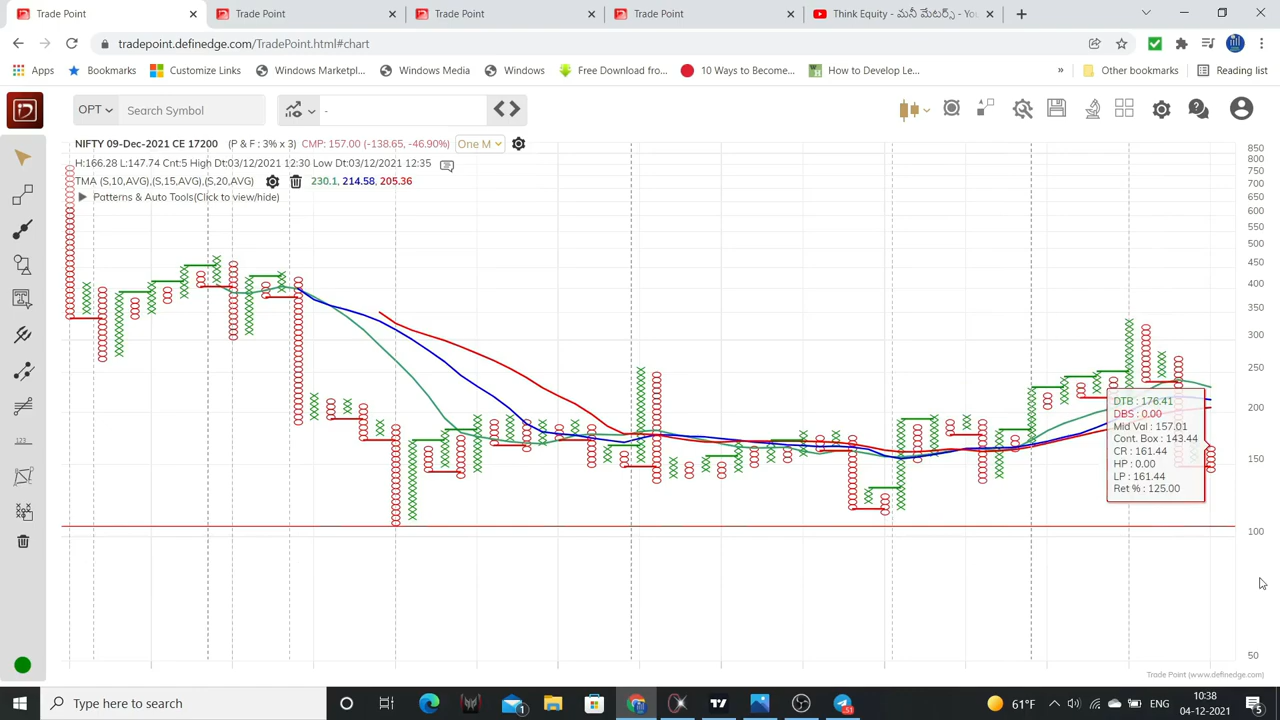 Trade Point
Trade Point
Trade Point
Trade Point
Think Equity - మనీ మేటర్స్ - You
tradepoint.definedge.com/TradePoint.html#chart
Apps
Bookmarks
Customize Links
Windows Marketpl...
Windows Media
Windows
Free Download fro...
10 Ways to Become...
How to Develop Le...
»
Other bookmarks
Reading list
OPT
Search Symbol
-
NIFTY 09-Dec-2021 CE 17200 (P & F : 3% x 3) CMP: 157.00 (-138.65, -46.90%) One M
H:166.28 L:147.74 Cnt:5 High Dt:03/12/2021 12:30 Low Dt:03/12/2021 12:35
TMA (S,10,AVG),(S,15,AVG),(S,20,AVG) 230.1, 214.58, 205.36
Patterns & Auto Tools(Click to view/hide)
850
800
750
700
650
600
550
500
450
400
350
300
250
200
150
100
50
DTB : 176.41
DBS : 0.00
Mid Val : 157.01
Cont. Box : 143.44
CR : 161.44
HP : 0.00
LP : 161.44
Ret % : 125.00
123
Trade Point (www.definedge.com)
Type here to search
1
51
61°F
ENG
10:38
04-12-2021
5